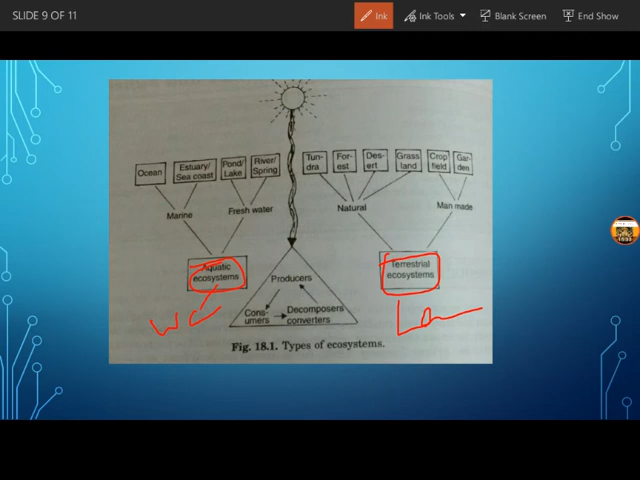 SLIDE 9 OF 11
Ink
Ink Tools
Blank Screen
End Show
Ocean
Estuary/
Sea coast
Pond/
Lake
River/
Spring
Tun-
dra
For-
est
Des-
ert
Grass
land
Crop
field
Gar-
den
Marine
Fresh water
Natural
Man made
Aquatic
ecosystems
Terrestrial
ecosystems
Producers
Cons-
umers
Decomposers
converters
Fig. 18.1. Types of ecosystems.